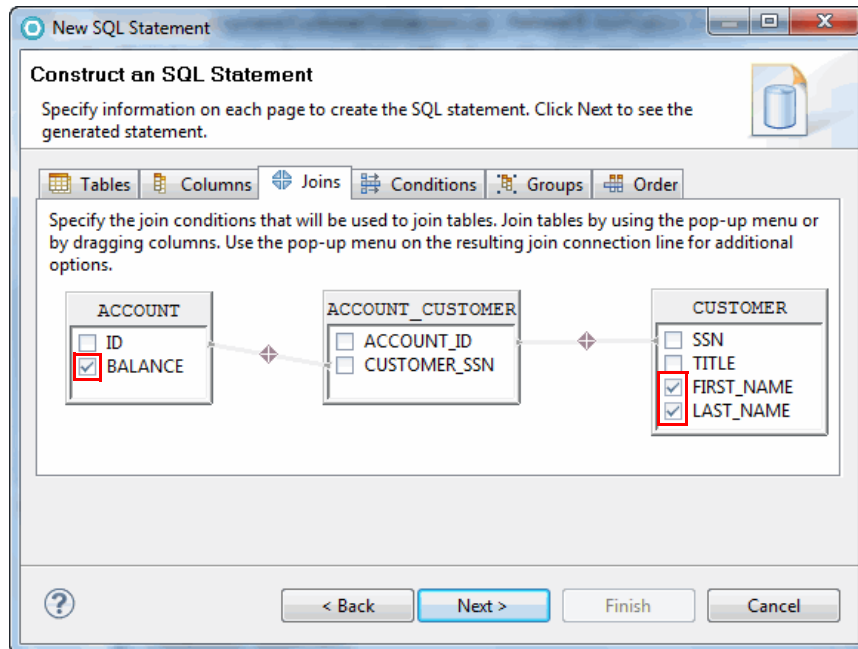 New SQL Statement
Construct an SQL Statement
Specify information on each page to create the SQL statement. Click Next to see the
generated statement.
Tables Columns Joins Conditions Groups Order
Specify the join conditions that will be used to join tables. Join tables by using the pop-up menu or
by dragging columns. Use the pop-up menu on the resulting join connection line for additional
options.
ACCOUNT
ID
BALANCE
ACCOUNT_CUSTOMER
ACCOUNT_ID
CUSTOMER_SSN
CUSTOMER
SSN
TITLE
FIRST_NAME
LAST_NAME
< Back Next > Finish Cancel